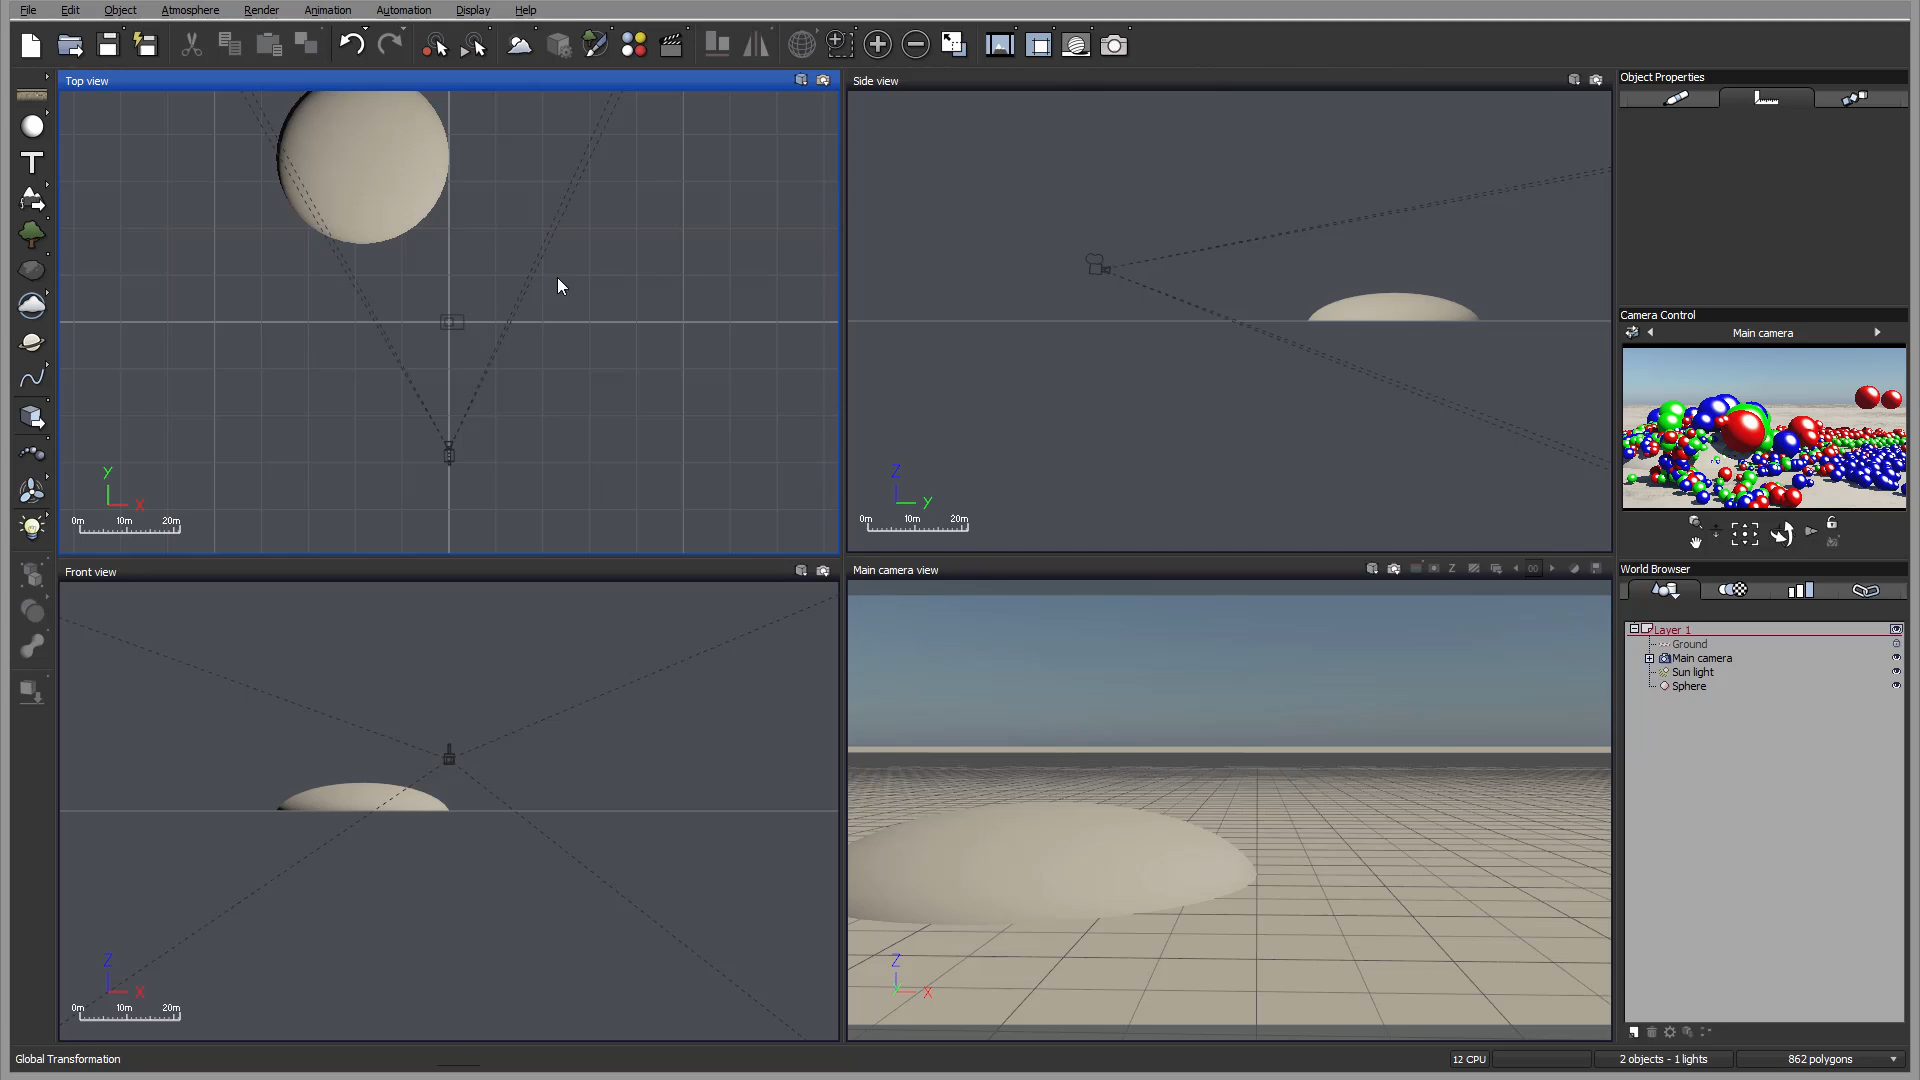 File Edit Object Atmosphere Render Animation Automation Display Help
Top view
Side view
Object Properties
Y
X
0m 10m 20m
Z
Y
0m 10m 20m
Camera Control
Main camera
Front view
Main camera view
Z
00
World Browser
Layer 1
Ground
Main camera
Sun light
Sphere
Z
X
0m 10m 20m
Z
X
Global Transformation
12 CPU
2 objects - 1 lights
862 polygons